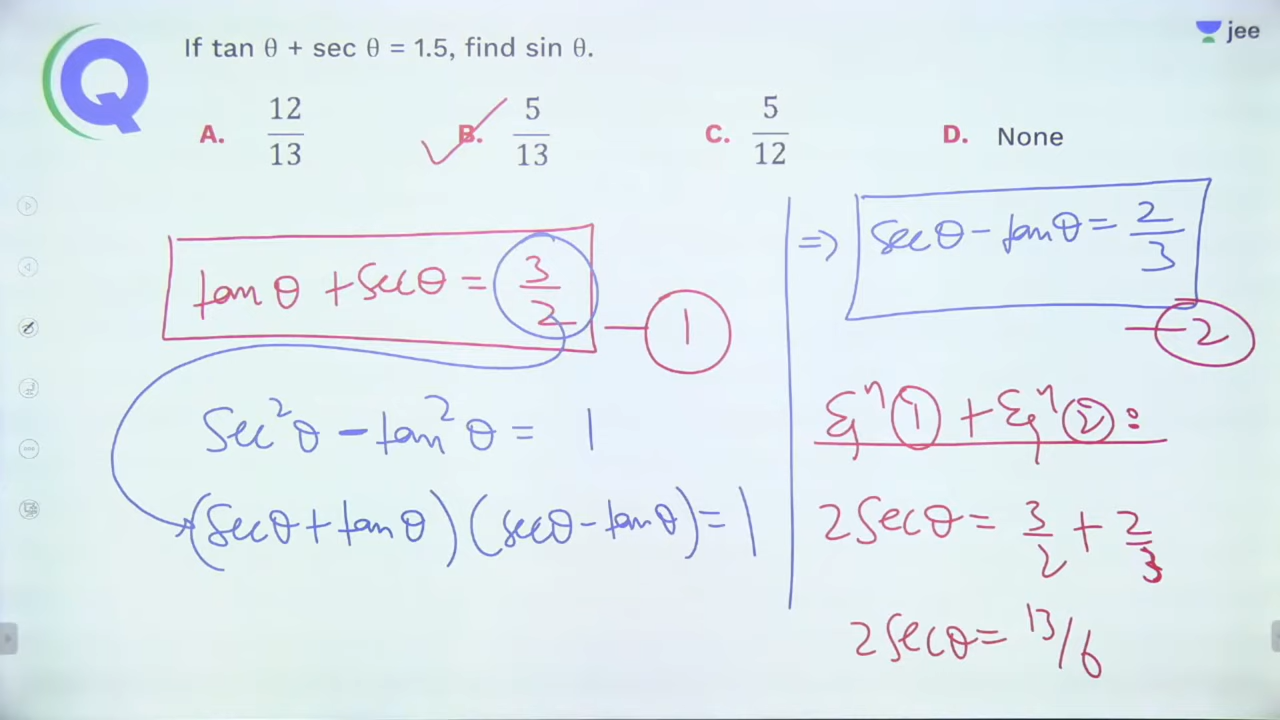 If tan θ + sec θ = 1.5, find sin θ.
jee
A. 12/13 B. 5/13 C. 5/12 D. None
tan θ + sec θ = 3/2 — 1
sec²θ − tan²θ = 1
(sec θ + tan θ) (sec θ − tan θ) = 1
=> sec θ − tan θ = 2/3 — 2
Eqⁿ 1 + Eqⁿ 2 :
2 sec θ = 3/2 + 2/3
2 sec θ = 13/6